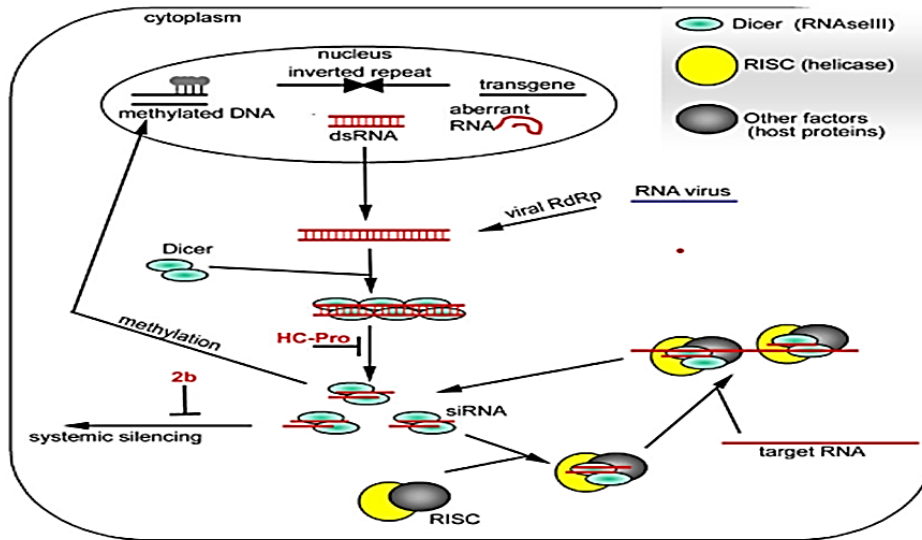 cytoplasm
Dicer (RNAseIII)
RISC (helicase)
Other factors
(host proteins)
nucleus
inverted repeat
transgene
methylated DNA
dsRNA
aberrant
RNA
viral RdRp
RNA virus
Dicer
methylation
HC-Pro
2b
siRNA
systemic silencing
target RNA
RISC